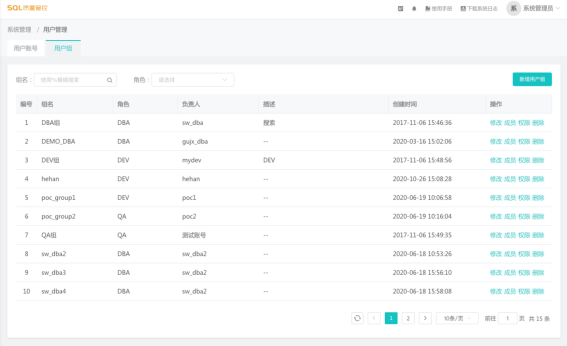 SQL质量管控 使用手册 下载系统日志 系 系统管理员
系统管理 / 用户管理
用户账号 用户组
组名： 使用%模糊搜索 角色： 请选择 新增用户组
编号 组名 角色 负责人 描述 创建时间 操作
1 DBA组 DBA sw_dba 搜索 2017-11-06 15:46:36 修改 成员 权限 删除
2 DEMO_DBA DBA gujx_dba -- 2020-03-16 15:02:06 修改 成员 权限 删除
3 DEV组 DEV mydev DEV 2017-11-06 15:48:56 修改 成员 权限 删除
4 hehan DEV hehan -- 2020-10-26 15:08:28 修改 成员 权限 删除
5 poc_group1 DEV poc1 -- 2020-06-19 10:06:58 修改 成员 权限 删除
6 poc_group2 QA poc2 -- 2020-06-19 10:16:04 修改 成员 权限 删除
7 QA组 QA 测试账号 -- 2017-11-06 15:49:35 修改 成员 权限 删除
8 sw_dba2 DBA sw_dba2 -- 2020-06-18 10:53:26 修改 成员 权限 删除
9 sw_dba3 DBA sw_dba2 -- 2020-06-18 15:56:10 修改 成员 权限 删除
10 sw_dba4 DBA sw_dba2 -- 2020-06-18 15:58:08 修改 成员 权限 删除
1 2 10条/页 前往 1 页 共 15 条